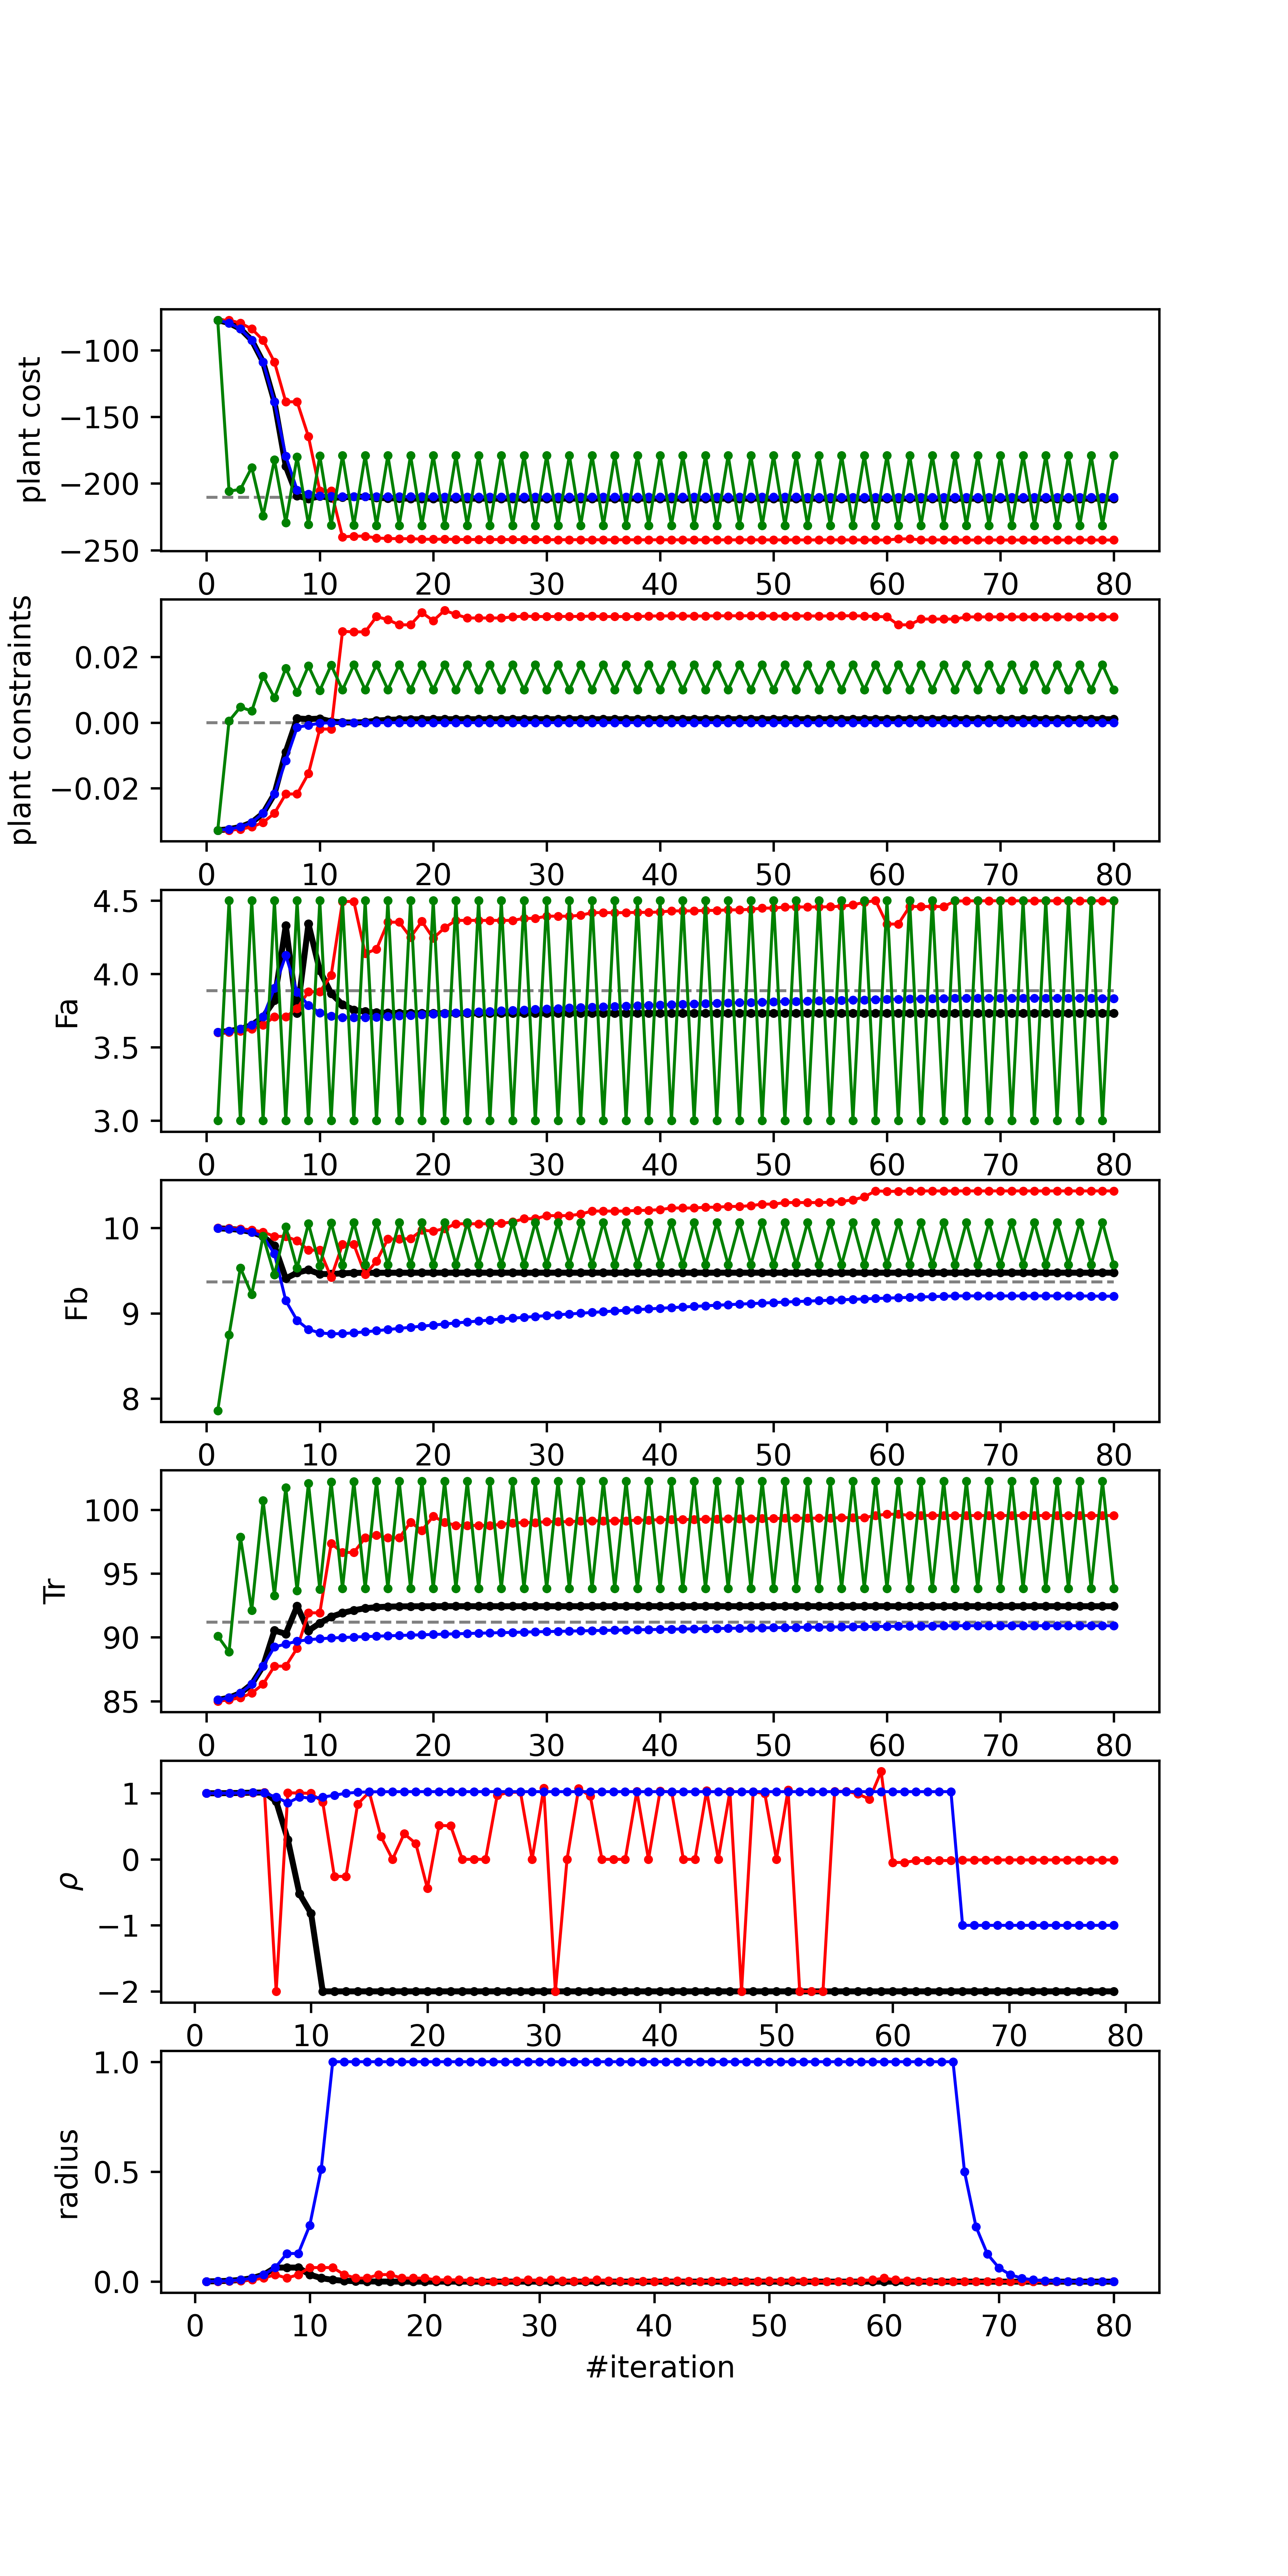 plant cost
−100
−150
−200
−250
0 10 20 30 40 50 60 70 80
plant constraints
0.02
0.00
−0.02
0 10 20 30 40 50 60 70 80
Fa
4.5
4.0
3.5
3.0
0 10 20 30 40 50 60 70 80
Fb
10
9
8
0 10 20 30 40 50 60 70 80
Tr
100
95
90
85
0 10 20 30 40 50 60 70 80
ρ
1
0
−1
−2
0 10 20 30 40 50 60 70 80
radius
1.0
0.5
0.0
0 10 20 30 40 50 60 70 80
#iteration